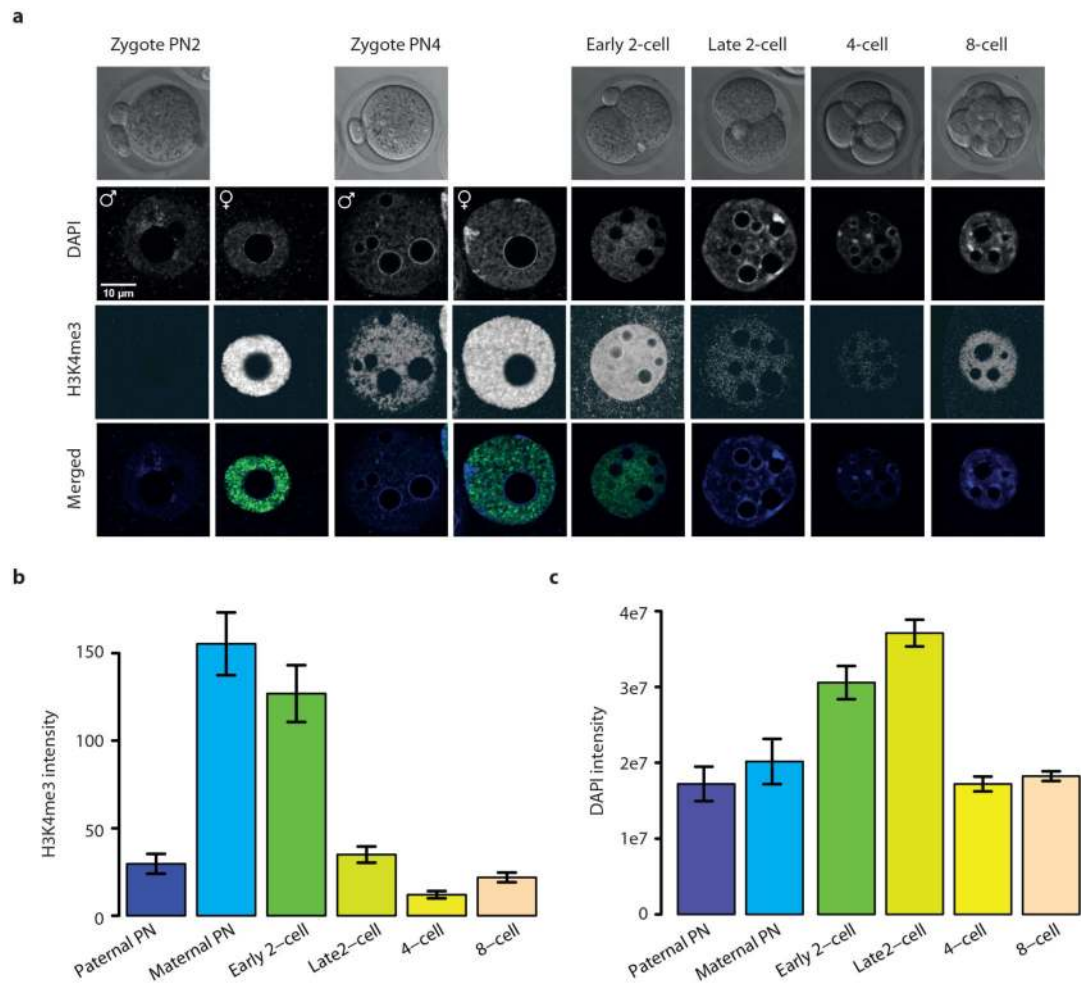 a
Zygote PN2 Zygote PN4 Early 2-cell Late 2-cell 4-cell 8-cell
♂ ♀ ♂ ♀
DAPI
10 µm
H3K4me3
Merged
b
H3K4me3 intensity
150
100
50
0
Paternal PN Maternal PN Early 2–cell Late2–cell 4–cell 8–cell
c
DAPI intensity
4e7
3e7
2e7
1e7
0
Paternal PN Maternal PN Early 2–cell Late2–cell 4–cell 8–cell